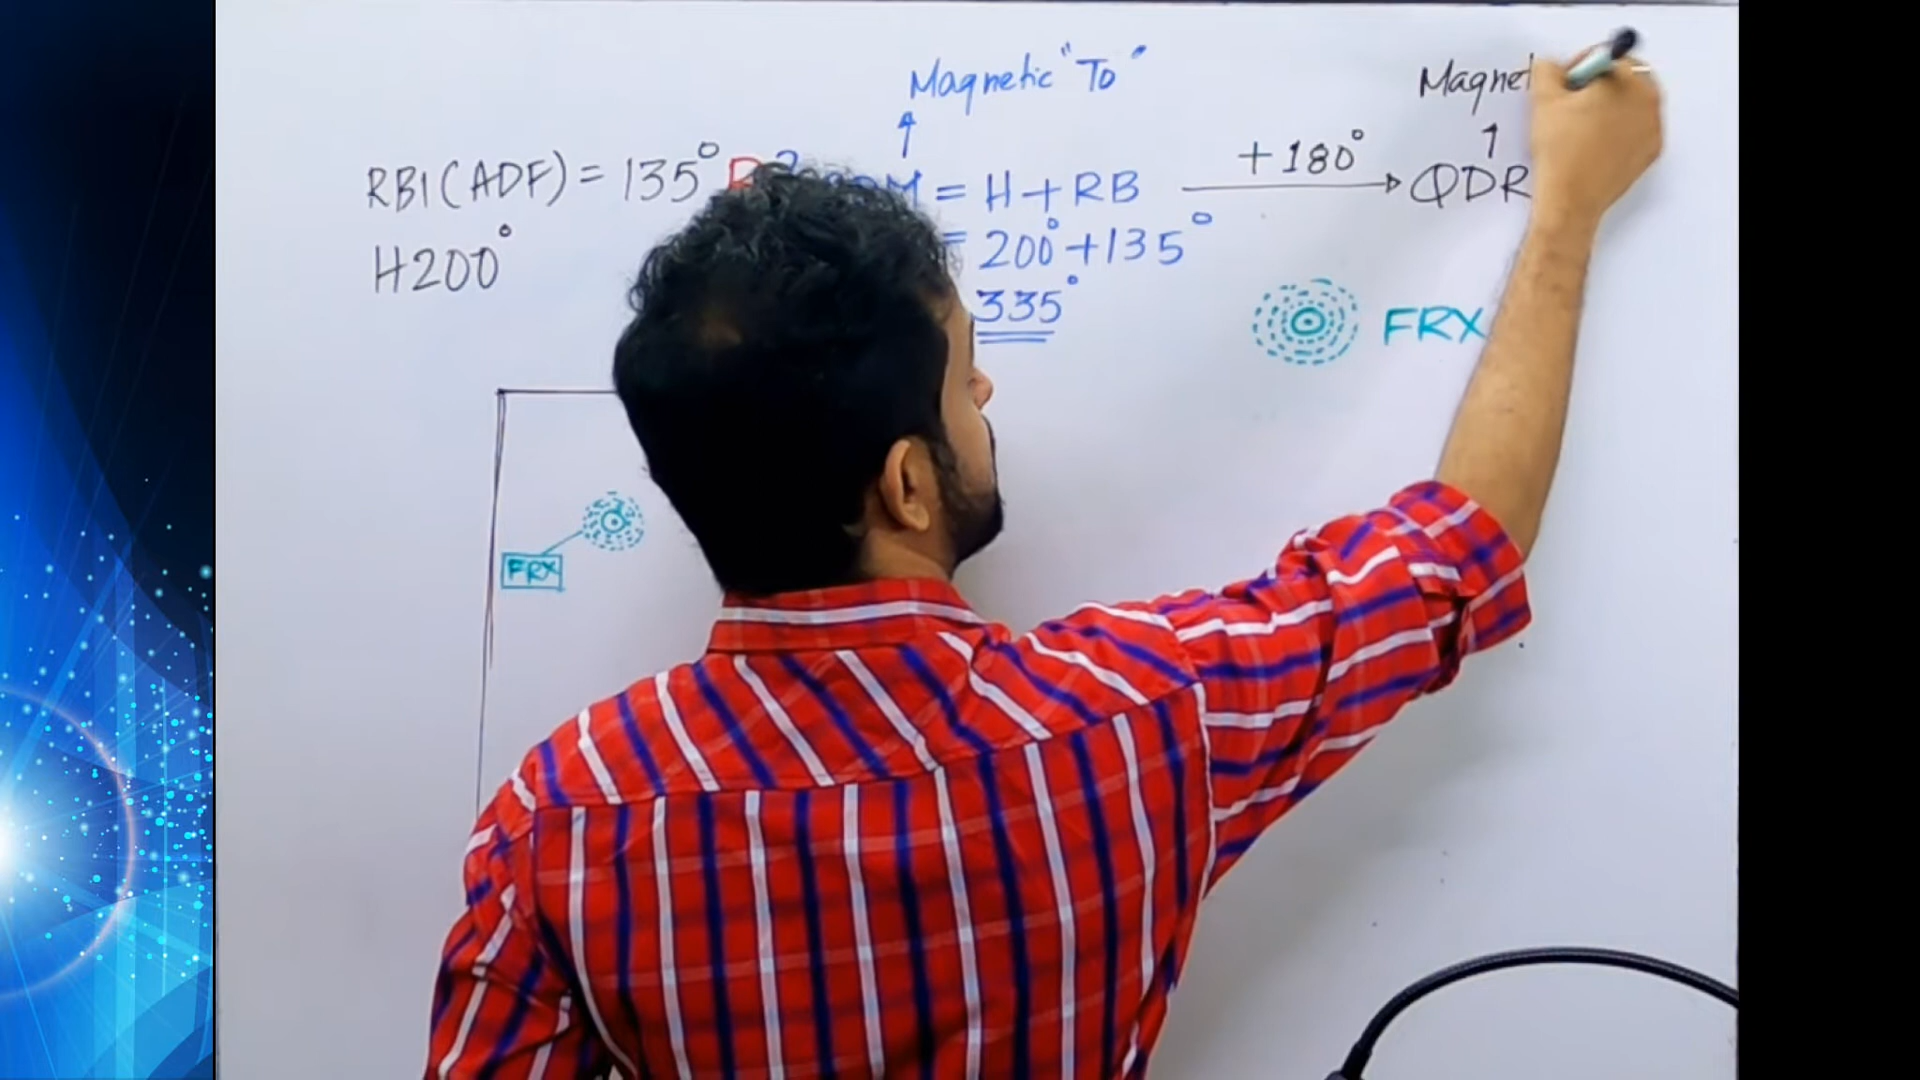 Magnetic "To"
Magnet
RBI (ADF) = 135°
= H + RB
+180°
QDR
H200°
= 200° + 135°
335°
FRX
FRX